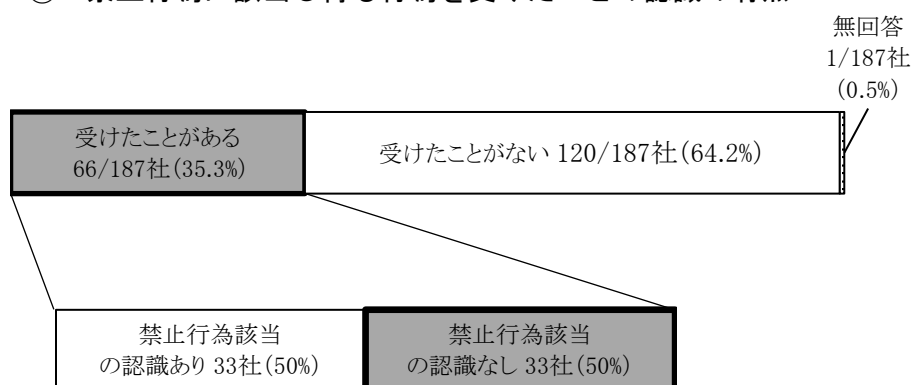 無回答
1/187社
(0.5%)
受けたことがある
66/187社(35.3%)
受けたことがない 120/187社(64.2%)
禁止行為該当
の認識あり 33社(50%)
禁止行為該当
の認識なし 33社(50%)